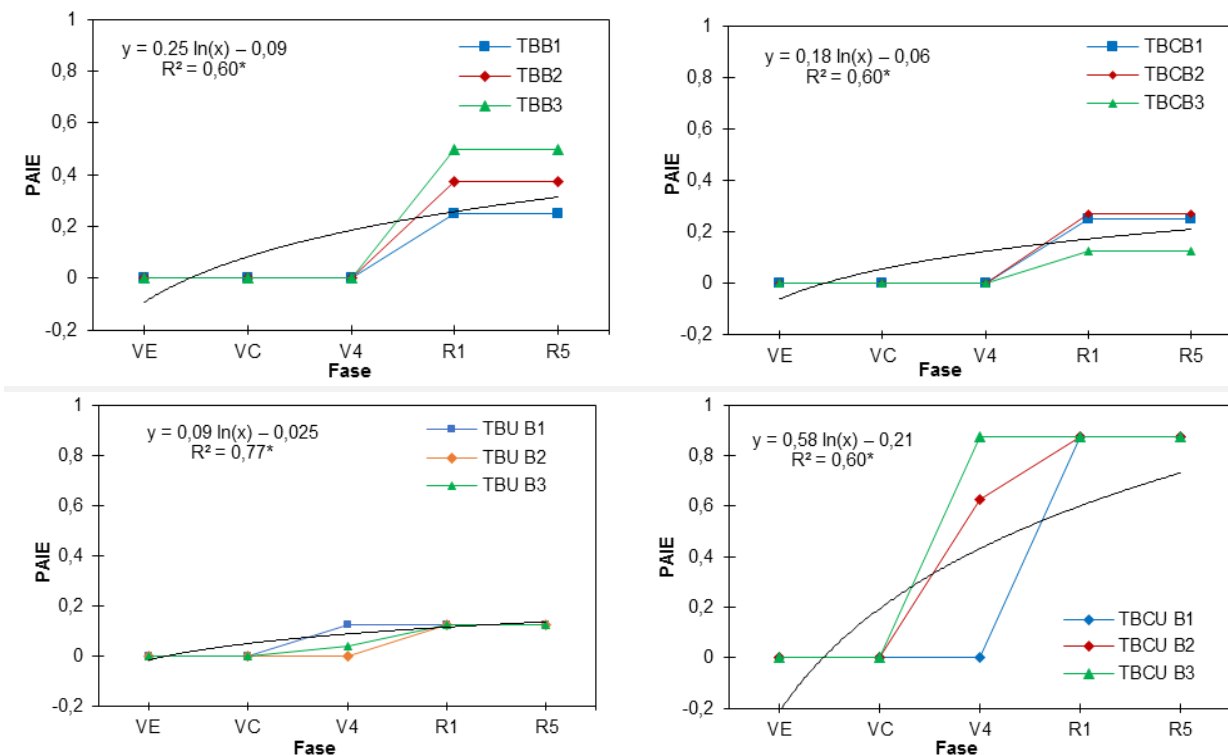 y = 0.25 ln(x) – 0,09
R² = 0,60*
TBB1
TBB2
TBB3
1
0,8
0,6
0,4
0,2
0
-0,2
PAIE
VE VC V4 R1 R5
Fase
y = 0,18 ln(x) – 0,06
R² = 0,60*
TBCB1
TBCB2
TBCB3
1
0,8
0,6
0,4
0,2
0
-0,2
PAIE
VE VC V4 R1 R5
Fase
y = 0,09 ln(x) – 0,025
R² = 0,77*
TBU B1
TBU B2
TBU B3
1
0,8
0,6
0,4
0,2
0
-0,2
PAIE
VE VC V4 R1 R5
Fase
y = 0,58 ln(x) – 0,21
R² = 0,60*
1
0,8
0,6
0,4
0,2
0
-0,2
PAIE
TBCU B1
TBCU B2
TBCU B3
VE VC V4 R1 R5
Fase